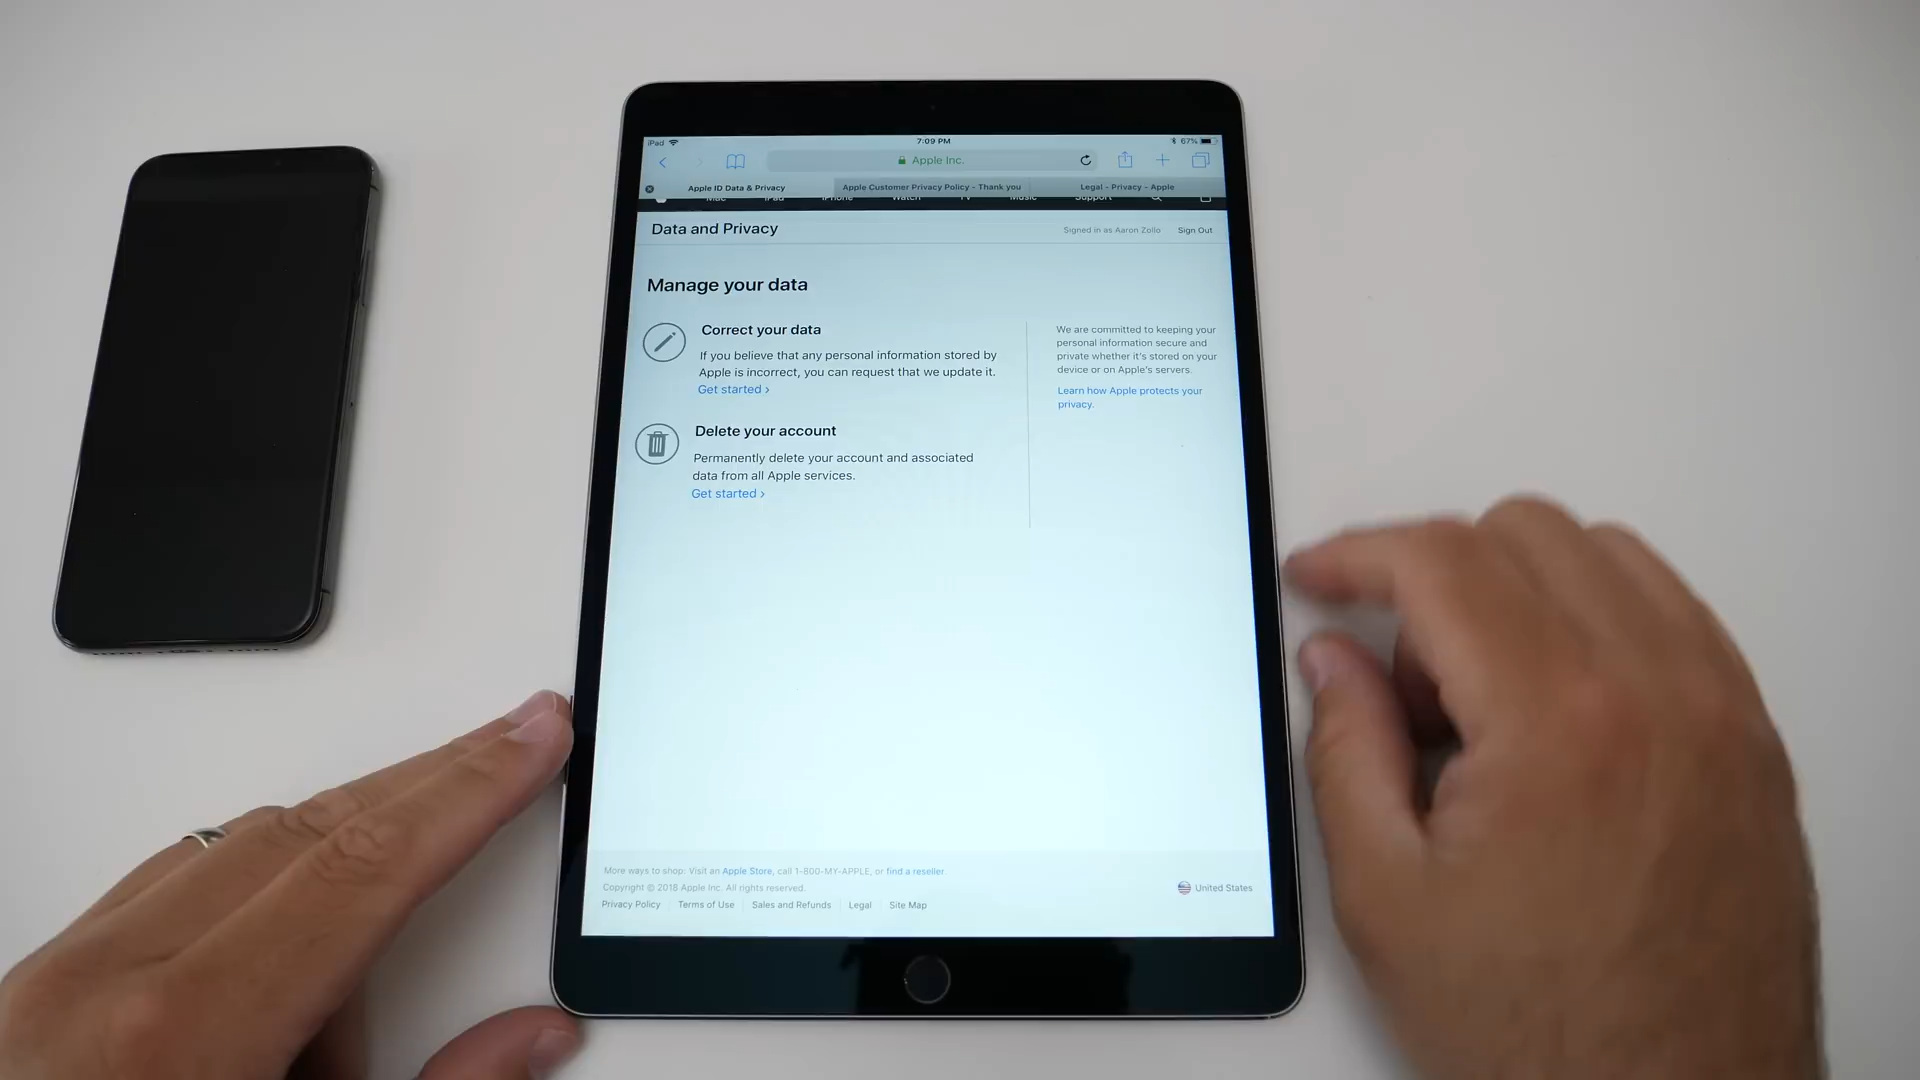 iPad
7:09 PM
67%
Apple Inc.
Apple ID Data & Privacy
Apple Customer Privacy Policy - Thank you
Legal - Privacy - Apple
Mac iPad iPhone Watch TV Music Support
Data and Privacy
Signed in as Aaron Zollo
Sign Out
Manage your data
Correct your data
If you believe that any personal information stored by
Apple is incorrect, you can request that we update it.
Get started ›
Delete your account
Permanently delete your account and associated
data from all Apple services.
Get started ›
We are committed to keeping your
personal information secure and
private whether it's stored on your
device or on Apple's servers.
Learn how Apple protects your
privacy.
More ways to shop: Visit an Apple Store, call 1-800-MY-APPLE, or find a reseller.
Copyright © 2018 Apple Inc. All rights reserved.
Privacy Policy Terms of Use Sales and Refunds Legal Site Map
United States